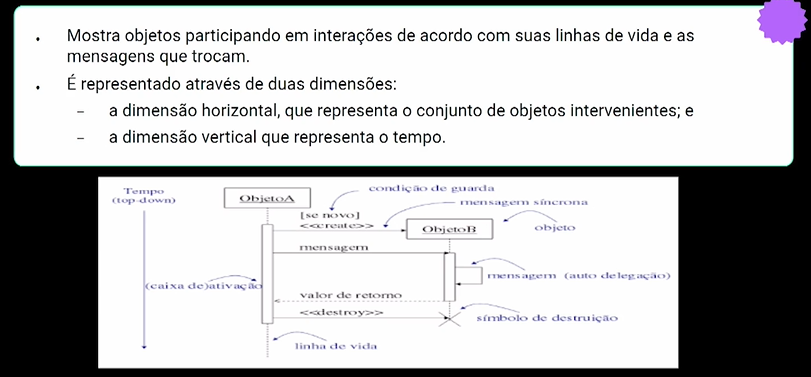 • Mostra objetos participando em interações de acordo com suas linhas de vida e as
mensagens que trocam.
• É representado através de duas dimensões:
– a dimensão horizontal, que representa o conjunto de objetos intervenientes; e
– a dimensão vertical que representa o tempo.
Tempo
(top-down)
ObjetoA
condição de guarda
[se novo]
<<create>>
mensagem síncrona
ObjetoB
objeto
mensagem
(caixa de)ativação
mensagem (auto delegação)
valor de retorno
<<destroy>>
símbolo de destruição
linha de vida